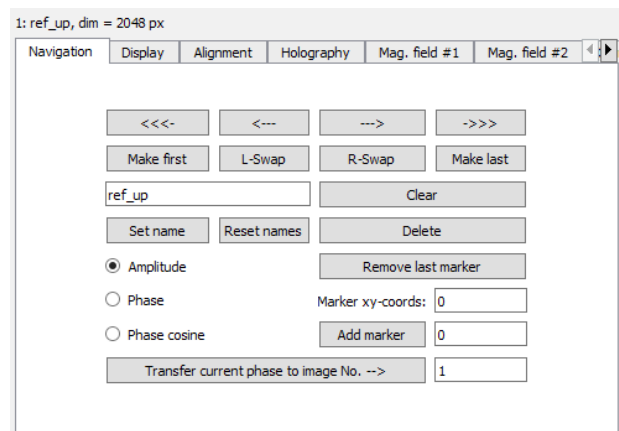 1: ref_up, dim = 2048 px
Navigation Display Alignment Holography Mag. field #1 Mag. field #2
<<<- <--- ---> ->>>
Make first L-Swap R-Swap Make last
ref_up Clear
Set name Reset names Delete
Amplitude Remove last marker
Phase Marker xy-coords: 0
Phase cosine Add marker 0
Transfer current phase to image No. --> 1